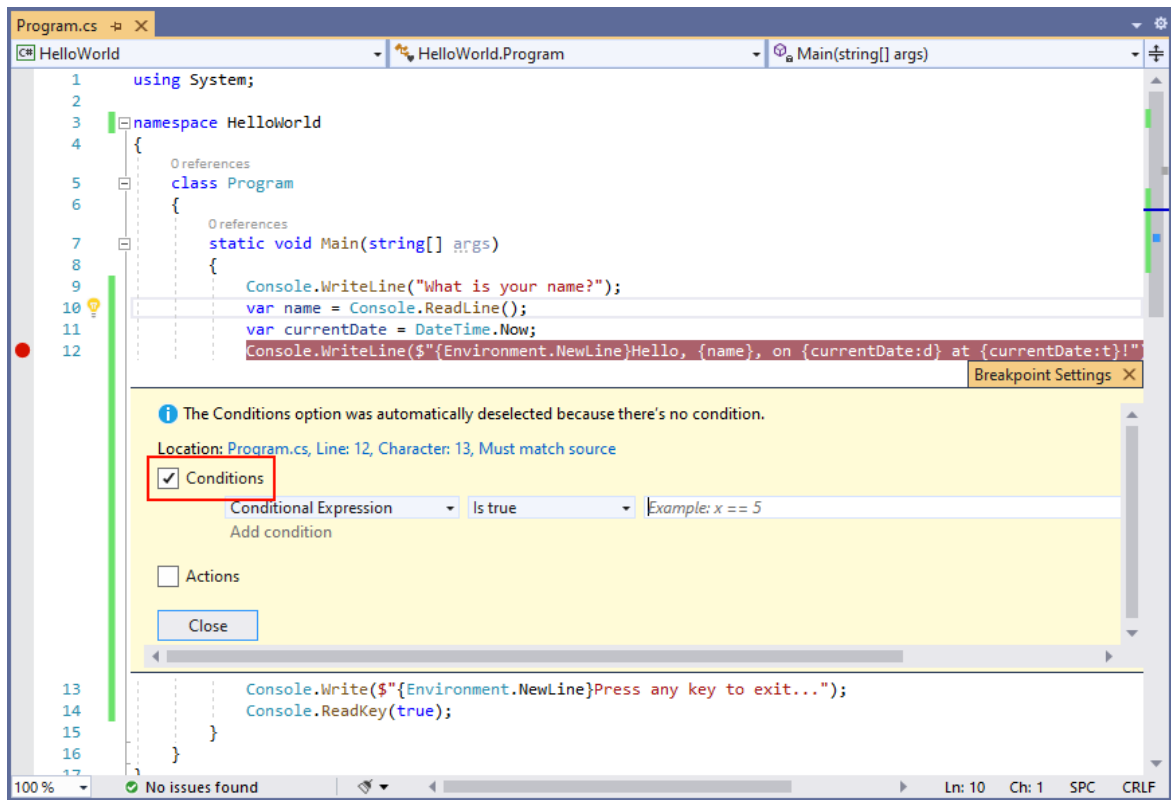 Program.cs
HelloWorld HelloWorld.Program Main(string[] args)
1 using System;
2
3 namespace HelloWorld
4 {
0 references
5 class Program
6 {
0 references
7 static void Main(string[] args)
8 {
9 Console.WriteLine("What is your name?");
10 var name = Console.ReadLine();
11 var currentDate = DateTime.Now;
12 Console.WriteLine($"{Environment.NewLine}Hello, {name}, on {currentDate:d} at {currentDate:t}!")
Breakpoint Settings
The Conditions option was automatically deselected because there's no condition.
Location: Program.cs, Line: 12, Character: 13, Must match source
Conditions
Conditional Expression Is true Example: x == 5
Add condition
Actions
Close
13 Console.Write($"{Environment.NewLine}Press any key to exit...");
14 Console.ReadKey(true);
15 }
16 }
17 }
100 % No issues found Ln: 10 Ch: 1 SPC CRLF